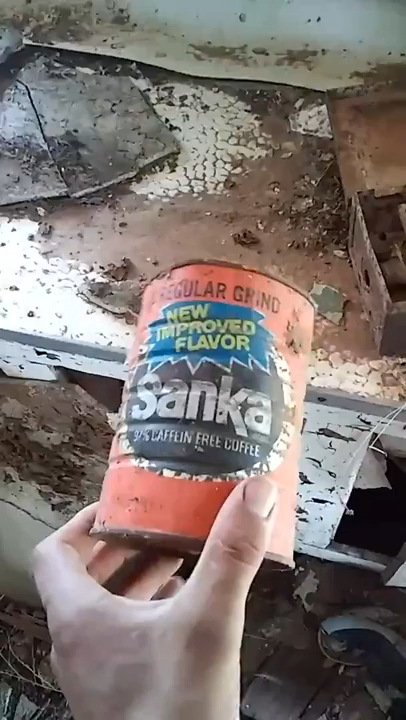 REGULAR GRIND
NEW
IMPROVED
FLAVOR
Sanka
97% CAFFEIN FREE COFFEE